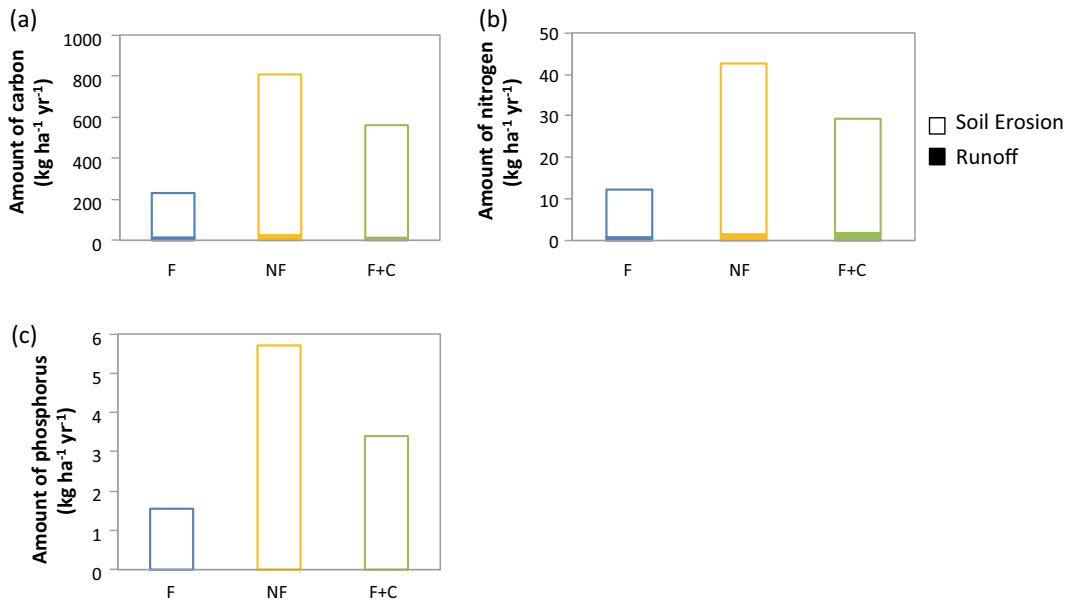 (a)
Amount of carbon
(kg ha⁻¹ yr⁻¹)
1000
800
600
400
200
0
F NF F+C
(b)
Amount of nitrogen
(kg ha⁻¹ yr⁻¹)
50
40
30
20
10
0
F NF F+C
Soil Erosion
Runoff
(c)
Amount of phosphorus
(kg ha⁻¹ yr⁻¹)
6
5
4
3
2
1
0
F NF F+C